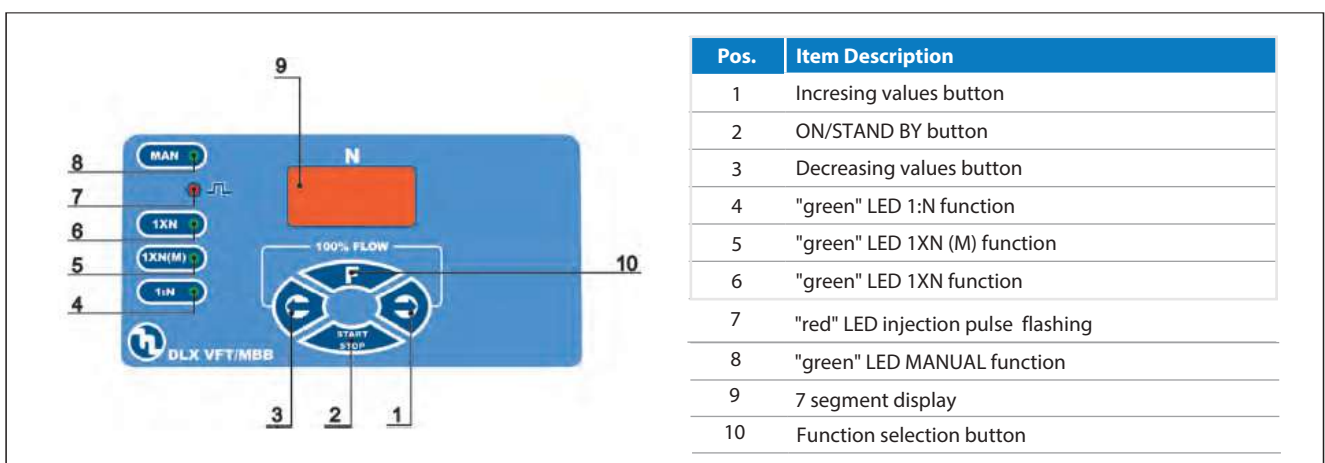 9
MAN
N
8
7
1XN
6
1XN(M)
5
100% FLOW
F
10
1:N
4
START
STOP
DLX VFT/MBB
3 2 1
Pos. Item Description
1 Incresing values button
2 ON/STAND BY button
3 Decreasing values button
4 "green" LED 1:N function
5 "green" LED 1XN (M) function
6 "green" LED 1XN function
7 "red" LED injection pulse flashing
8 "green" LED MANUAL function
9 7 segment display
10 Function selection button